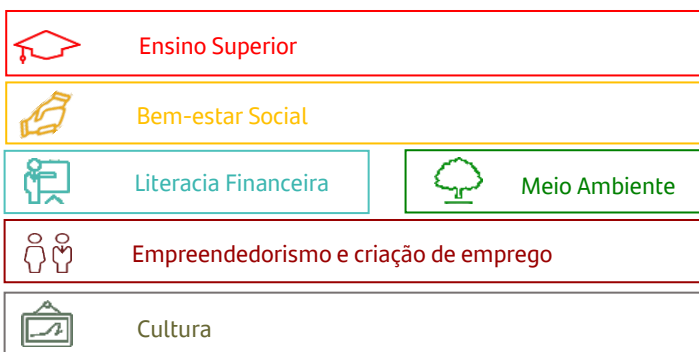 Ensino Superior
Bem-estar Social
Literacia Financeira
Meio Ambiente
Empreendedorismo e criação de emprego
Cultura